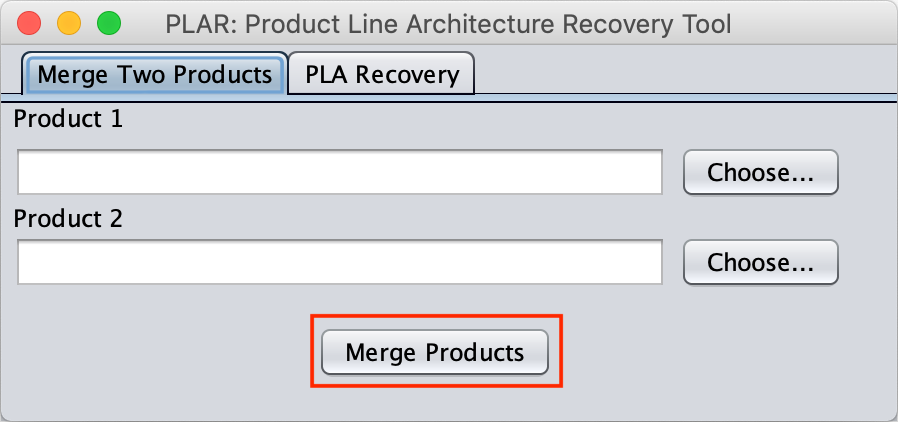 PLAR: Product Line Architecture Recovery Tool
Merge Two Products PLA Recovery
Product 1
Choose...
Product 2
Choose...
Merge Products